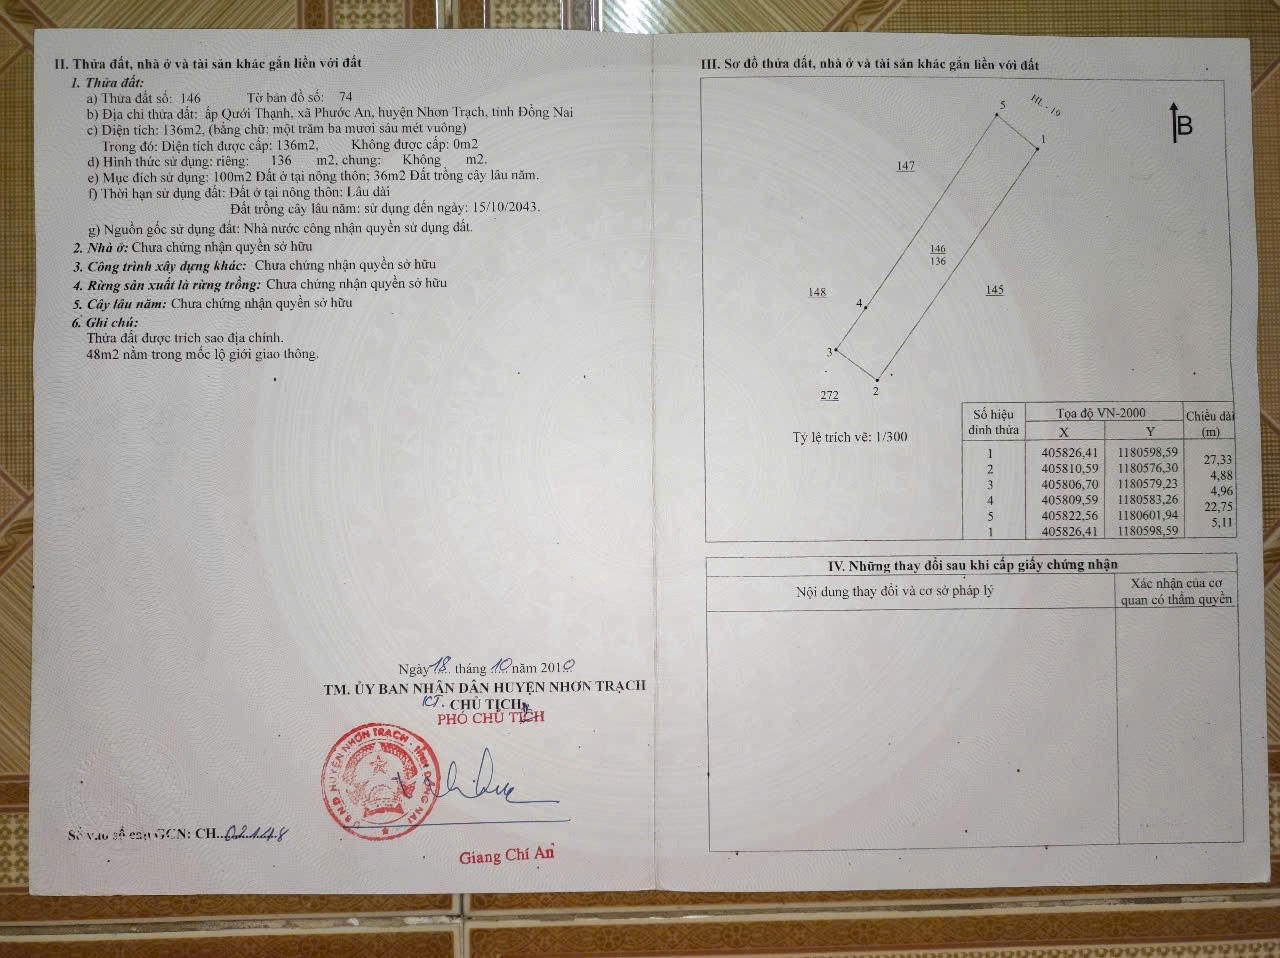 II. Thửa đất, nhà ở và tài sản khác gắn liền với đất
1. Thửa đất:
a) Thửa đất số: 146 Tờ bản đồ số: 74
b) Địa chỉ thửa đất: ấp Quới Thạnh, xã Phước An, huyện Nhơn Trạch, tỉnh Đồng Nai
c) Diện tích: 136m2, (bằng chữ: một trăm ba mươi sáu mét vuông)
Trong đó: Diện tích được cấp: 136m2, Không được cấp: 0m2
d) Hình thức sử dụng: riêng: 136 m2, chung: Không m2.
e) Mục đích sử dụng: 100m2 Đất ở tại nông thôn; 36m2 Đất trồng cây lâu năm.
f) Thời hạn sử dụng đất: Đất ở tại nông thôn: Lâu dài
Đất trồng cây lâu năm: sử dụng đến ngày: 15/10/2043.
g) Nguồn gốc sử dụng đất: Nhà nước công nhận quyền sử dụng đất.
2. Nhà ở: Chưa chứng nhận quyền sở hữu
3. Công trình xây dựng khác: Chưa chứng nhận quyền sở hữu
4. Rừng sản xuất là rừng trồng: Chưa chứng nhận quyền sở hữu
5. Cây lâu năm: Chưa chứng nhận quyền sở hữu
6. Ghi chú:
Thửa đất được trích sao địa chính.
48m2 nằm trong mốc lộ giới giao thông.
Ngày 18 tháng 10 năm 2010
TM. ỦY BAN NHÂN DÂN HUYỆN NHƠN TRẠCH
KT. CHỦ TỊCH
PHÓ CHỦ TỊCH
U.B.N.D HUYỆN NHƠN TRẠCH - TỈNH ĐỒNG NAI
Giang Chí An
Số vào sổ cấp GCN: CH..02148
III. Sơ đồ thửa đất, nhà ở và tài sản khác gắn liền với đất
5
HL - 19
1
B
147
146
136
145
148
4
3
2
272
Tỷ lệ trích vẽ: 1/300
Số hiệu đỉnh thửa Tọa độ VN-2000 Chiều dài (m)
X Y
1 405826,41 1180598,59
27,33
2 405810,59 1180576,30
4,88
3 405806,70 1180579,23
4,96
4 405809,59 1180583,26
22,75
5 405822,56 1180601,94
5,11
1 405826,41 1180598,59
IV. Những thay đổi sau khi cấp giấy chứng nhận
Nội dung thay đổi và cơ sở pháp lý
Xác nhận của cơ
quan có thẩm quyền